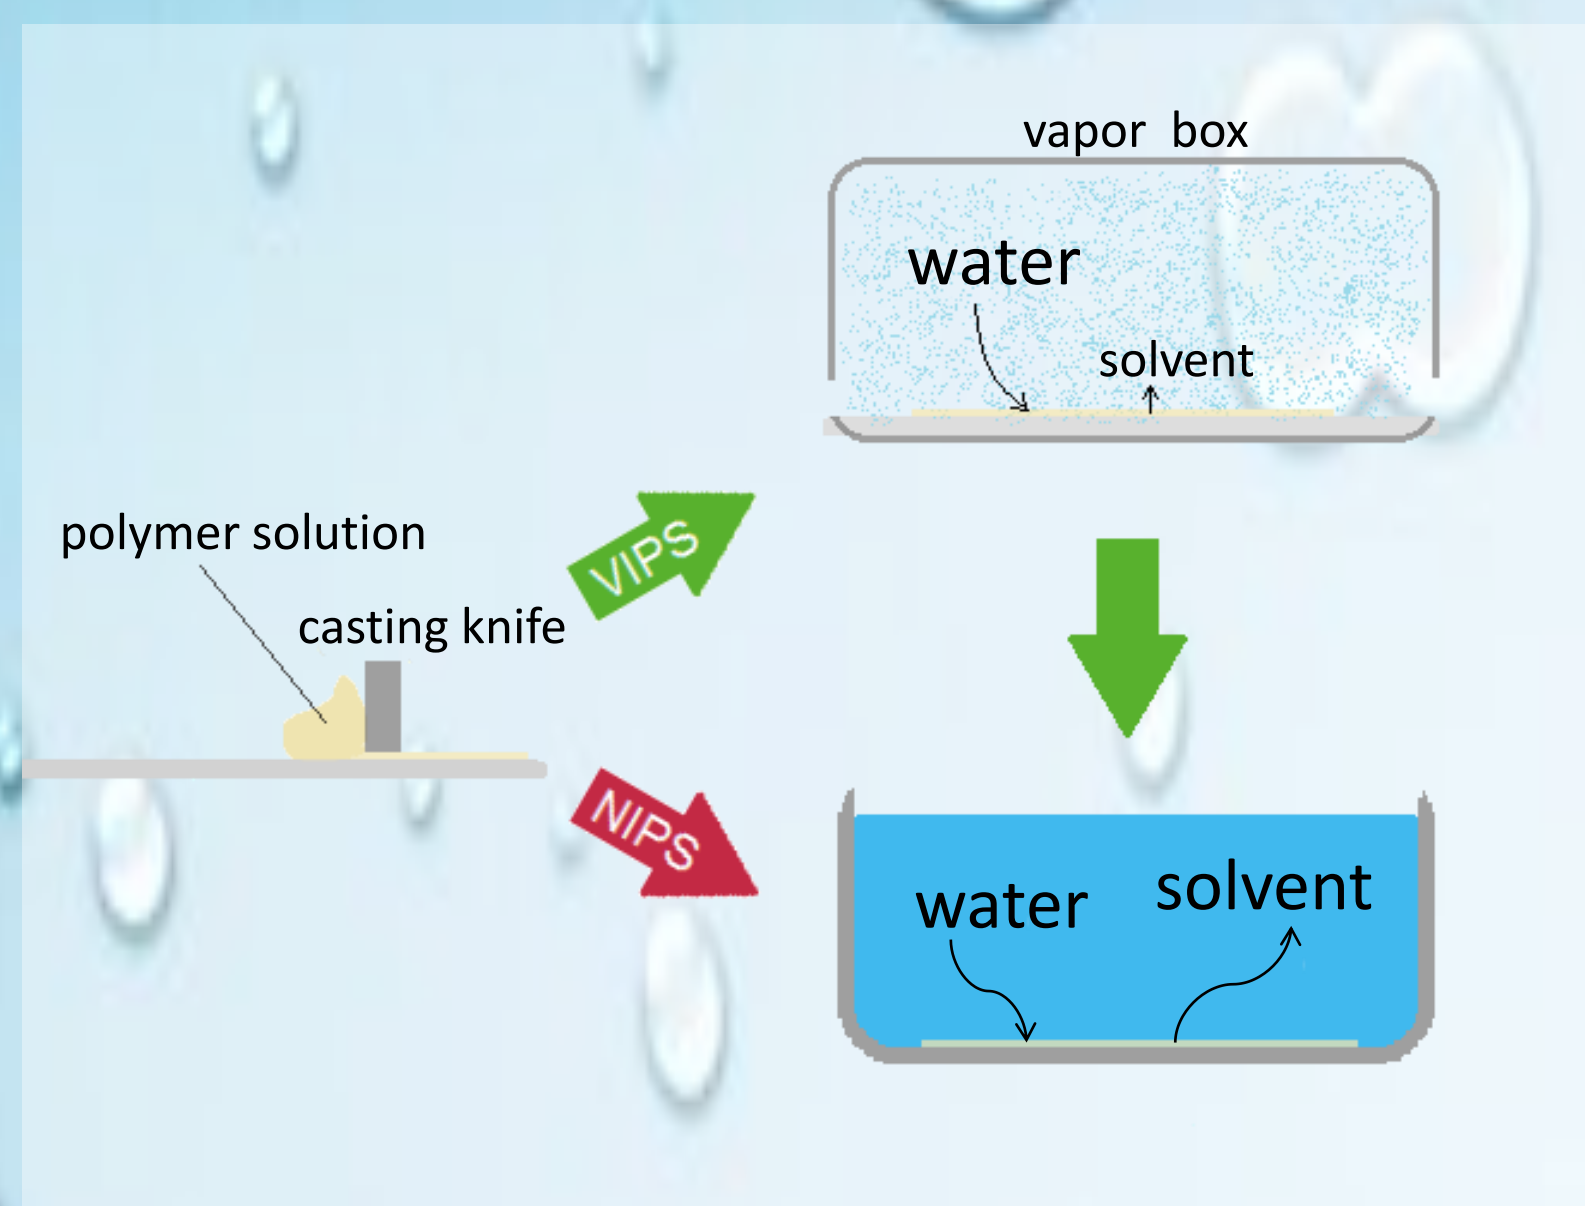 vapor box
water
solvent
polymer solution
VIPS
casting knife
NIPS
water
solvent